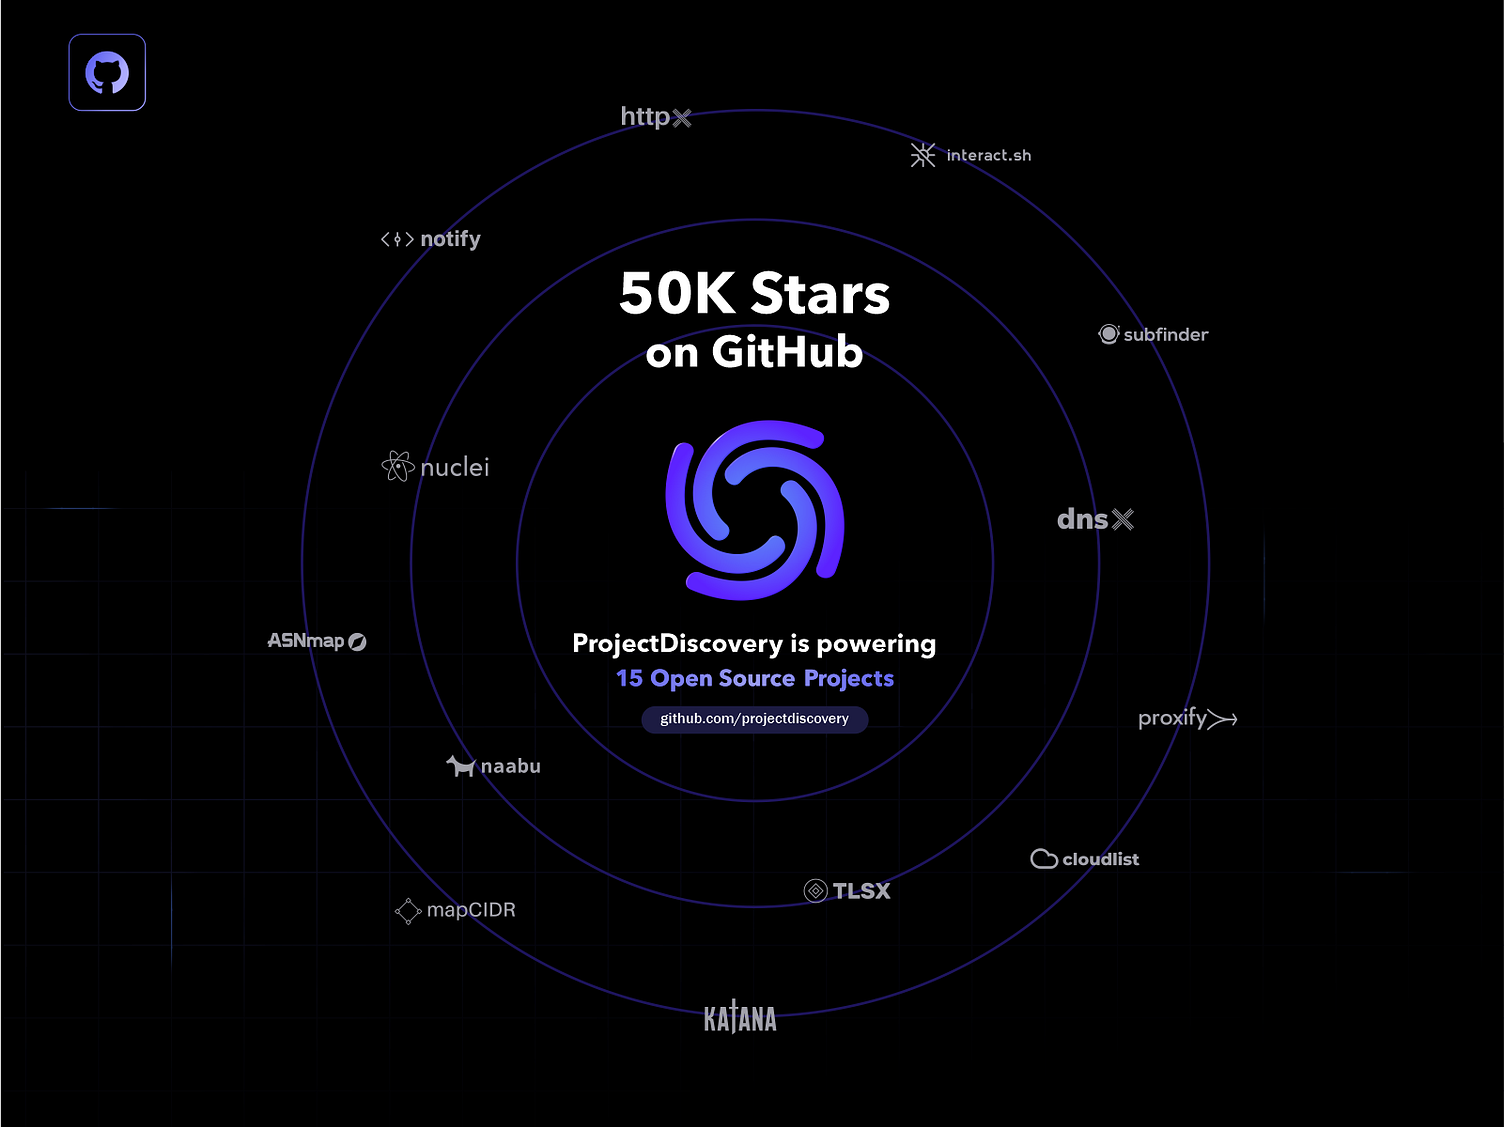 httpx
interact.sh
notify
50K Stars
on GitHub
subfinder
nuclei
dnsx
ASNmap
ProjectDiscovery is powering
15 Open Source Projects
github.com/projectdiscovery
proxify
naabu
cloudlist
TLSX
mapCIDR
KATANA